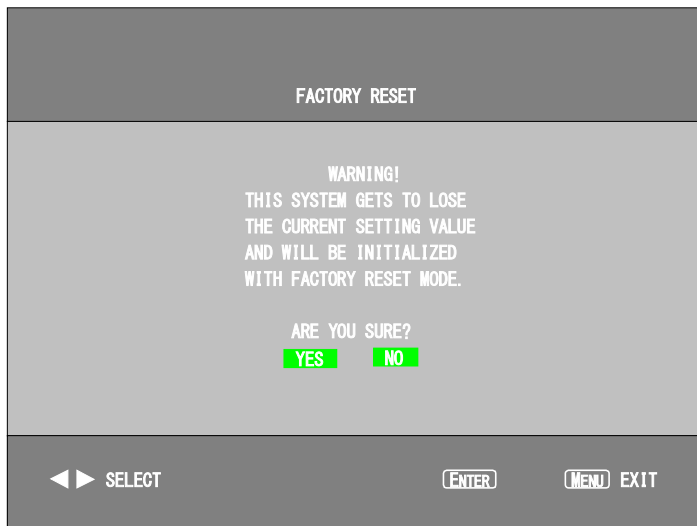 FACTORY RESET
WARNING!
THIS SYSTEM GETS TO LOSE
THE CURRENT SETTING VALUE
AND WILL BE INITIALIZED
WITH FACTORY RESET MODE.
ARE YOU SURE?
YES NO
SELECT ENTER MENU EXIT